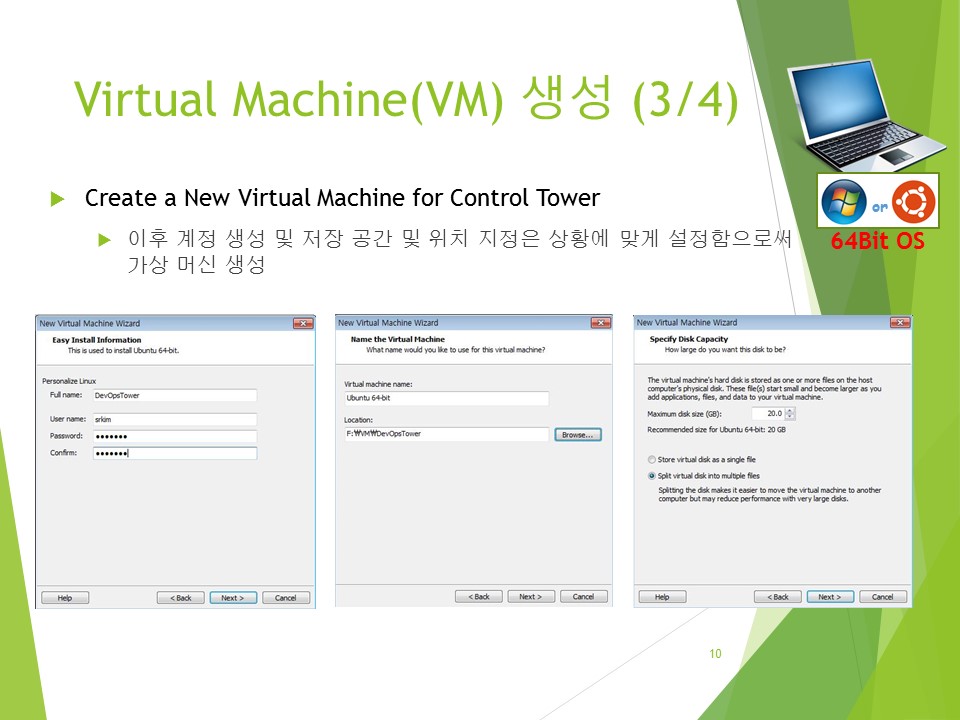 Virtual Machine(VM) 생성 (3/4)
Create a New Virtual Machine for Control Tower
이후 계정 생성 및 저장 공간 및 위치 지정은 상황에 맞게 설정함으로써
가상 머신 생성
or
64Bit OS
New Virtual Machine Wizard
Easy Install Information
This is used to install Ubuntu 64-bit.
Personalize Linux
Full name: DevOpsTower
User name: srkim
Password: •••••••
Confirm: •••••••
Help < Back Next > Cancel
New Virtual Machine Wizard
Name the Virtual Machine
What name would you like to use for this virtual machine?
Virtual machine name:
Ubuntu 64-bit
Location:
F:₩VM₩DevOpsTower Browse...
< Back Next > Cancel
New Virtual Machine Wizard
Specify Disk Capacity
How large do you want this disk to be?
The virtual machine's hard disk is stored as one or more files on the host
computer's physical disk. These file(s) start small and become larger as you
add applications, files, and data to your virtual machine.
Maximum disk size (GB): 20.0
Recommended size for Ubuntu 64-bit: 20 GB
Store virtual disk as a single file
Split virtual disk into multiple files
Splitting the disk makes it easier to move the virtual machine to another
computer but may reduce performance with very large disks.
Help < Back Next > Cancel
10